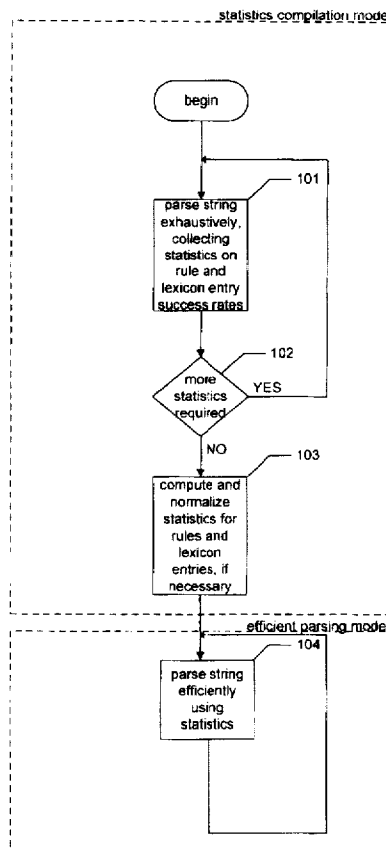 statistics compilation mode
begin
101
parse string
exhaustively,
collecting
statistics on
rule and
lexicon entry
success rates
102
more
statistics
required
YES
NO
103
compute and
normalize
statistics for
rules and
lexicon
entries, if
necessary
efficient parsing mode
104
parse string
efficiently
using
statistics